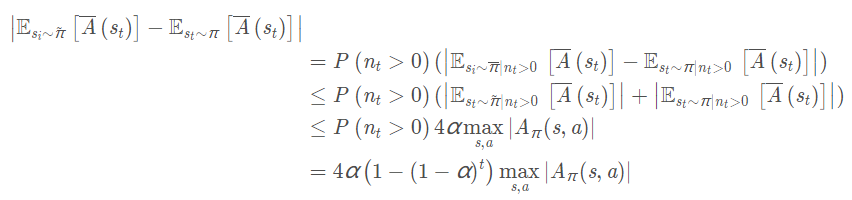 |𝔼_{s_i∼π̃} [A̅(s_t)] − 𝔼_{s_t∼π} [A̅(s_t)]|
= P(n_t > 0)(|𝔼_{s_i∼π̅|n_t>0} [A̅(s_t)] − 𝔼_{s_t∼π|n_t>0} [A̅(s_t)]|)
≤ P(n_t > 0)(|𝔼_{s_t∼π̃|n_t>0} [A̅(s_t)]| + |𝔼_{s_t∼π|n_t>0} [A̅(s_t)]|)
≤ P(n_t > 0) 4α max_{s,a} |A_π(s, a)|
= 4α(1 − (1 − α)^t) max_{s,a} |A_π(s, a)|